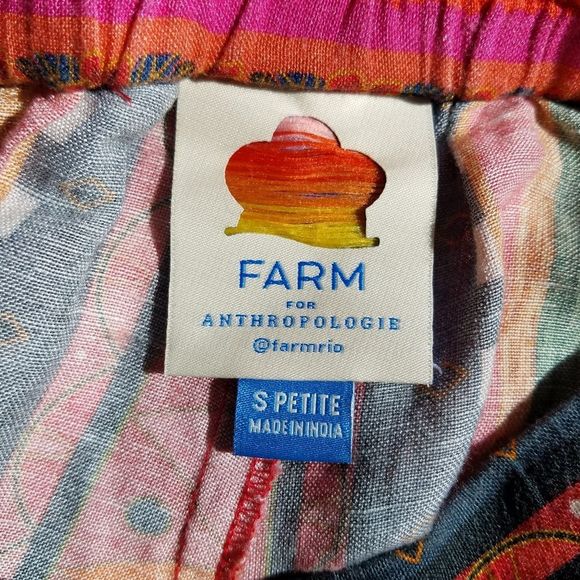 FARM
FOR
ANTHROPOLOGIE
@farmrio
S PETITE
MADE IN INDIA